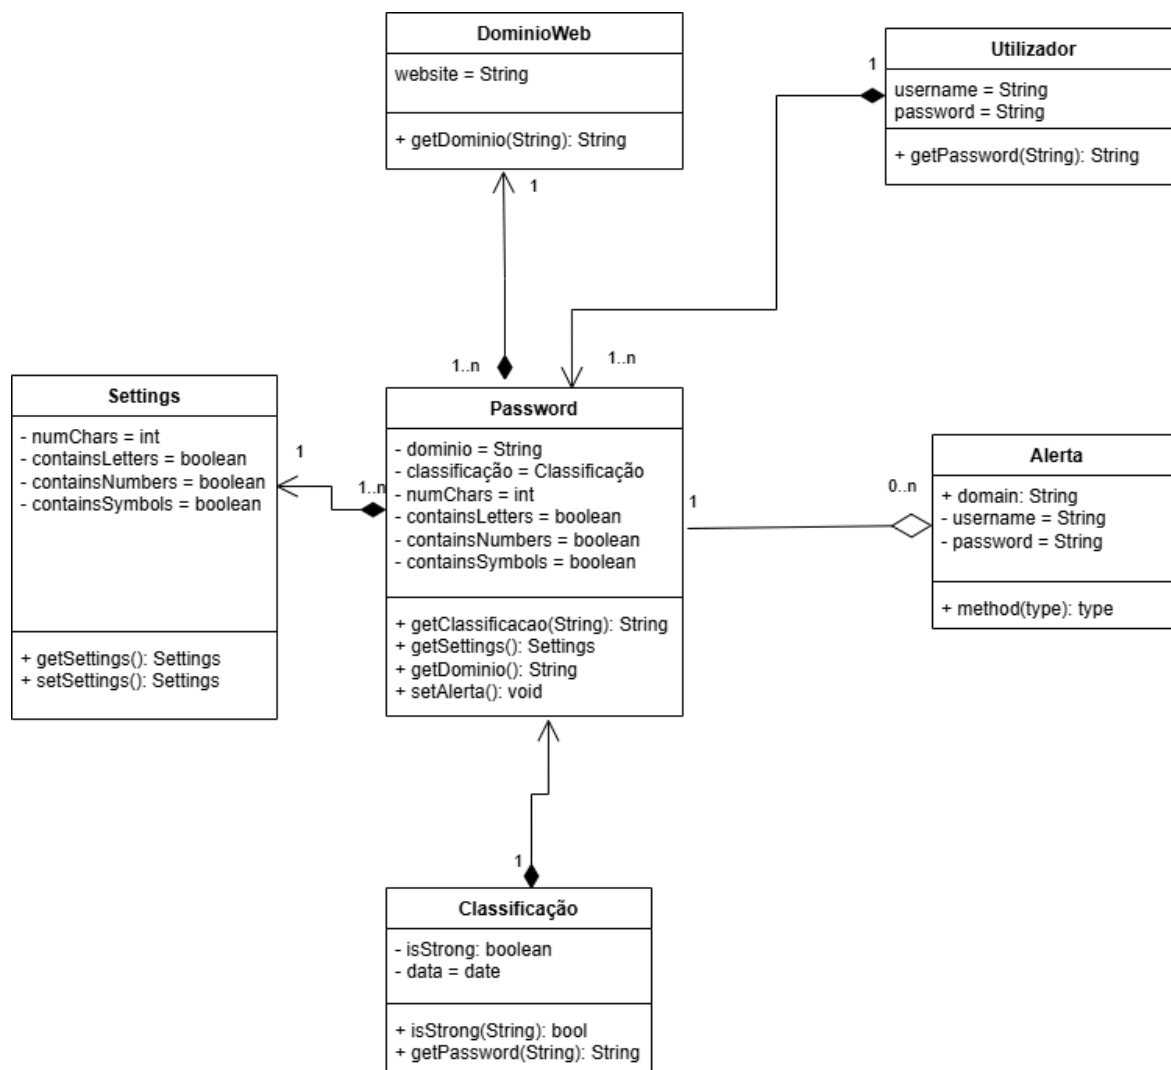 DominioWeb
website = String
+ getDominio(String): String
1
Utilizador
username = String
password = String
+ getPassword(String): String
1
1..n
1..n
Settings
- numChars = int
- containsLetters = boolean
- containsNumbers = boolean
- containsSymbols = boolean
+ getSettings(): Settings
+ setSettings(): Settings
1
1..n
Password
- dominio = String
- classificação = Classificação
- numChars = int
- containsLetters = boolean
- containsNumbers = boolean
- containsSymbols = boolean
+ getClassificacao(String): String
+ getSettings(): Settings
+ getDominio(): String
+ setAlerta(): void
1
0..n
Alerta
+ domain: String
- username = String
- password = String
+ method(type): type
1
Classificação
- isStrong: boolean
- data = date
+ isStrong(String): bool
+ getPassword(String): String